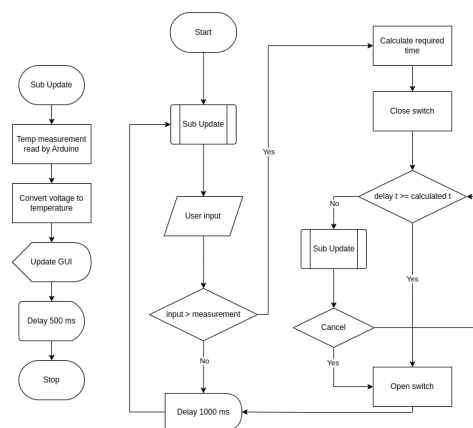 Sub Update
Temp measurement
read by Arduino
Convert voltage to
temperature
Update GUI
Delay 500 ms
Stop
Start
Sub Update
User input
input > measurement
Yes
No
Delay 1000 ms
Calculate required
time
Close switch
delay t >= calculated t
No
Sub Update
Yes
Cancel
Yes
Open switch